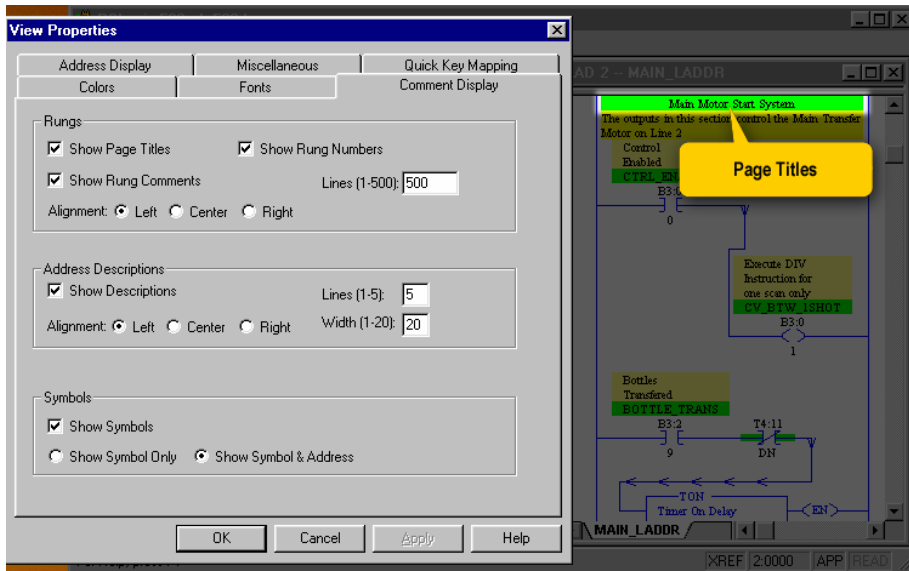 View Properties
Address Display Miscellaneous Quick Key Mapping
Colors Fonts Comment Display
Rungs
Show Page Titles Show Rung Numbers
Show Rung Comments Lines (1-500): 500
Alignment: Left Center Right
Address Descriptions
Show Descriptions Lines (1-5): 5
Alignment: Left Center Right Width (1-20): 20
Symbols
Show Symbols
Show Symbol Only Show Symbol & Address
OK Cancel Apply Help
AD 2 -- MAIN_LADDR
Main Motor Start System
The outputs in this section control the Main Transfer
Motor on Line 2
Page Titles
Control
Enabled
0
Execute DIV
Instruction for
one scan only
CV_BTW_1SHOT
B3:0
1
Bottles
Transfered
BOTTLE_TRANS
B3:2 T4:11
9 DN
TON
Timer On Delay EN
MAIN_LADDR
XREF 2:0000 APP READ